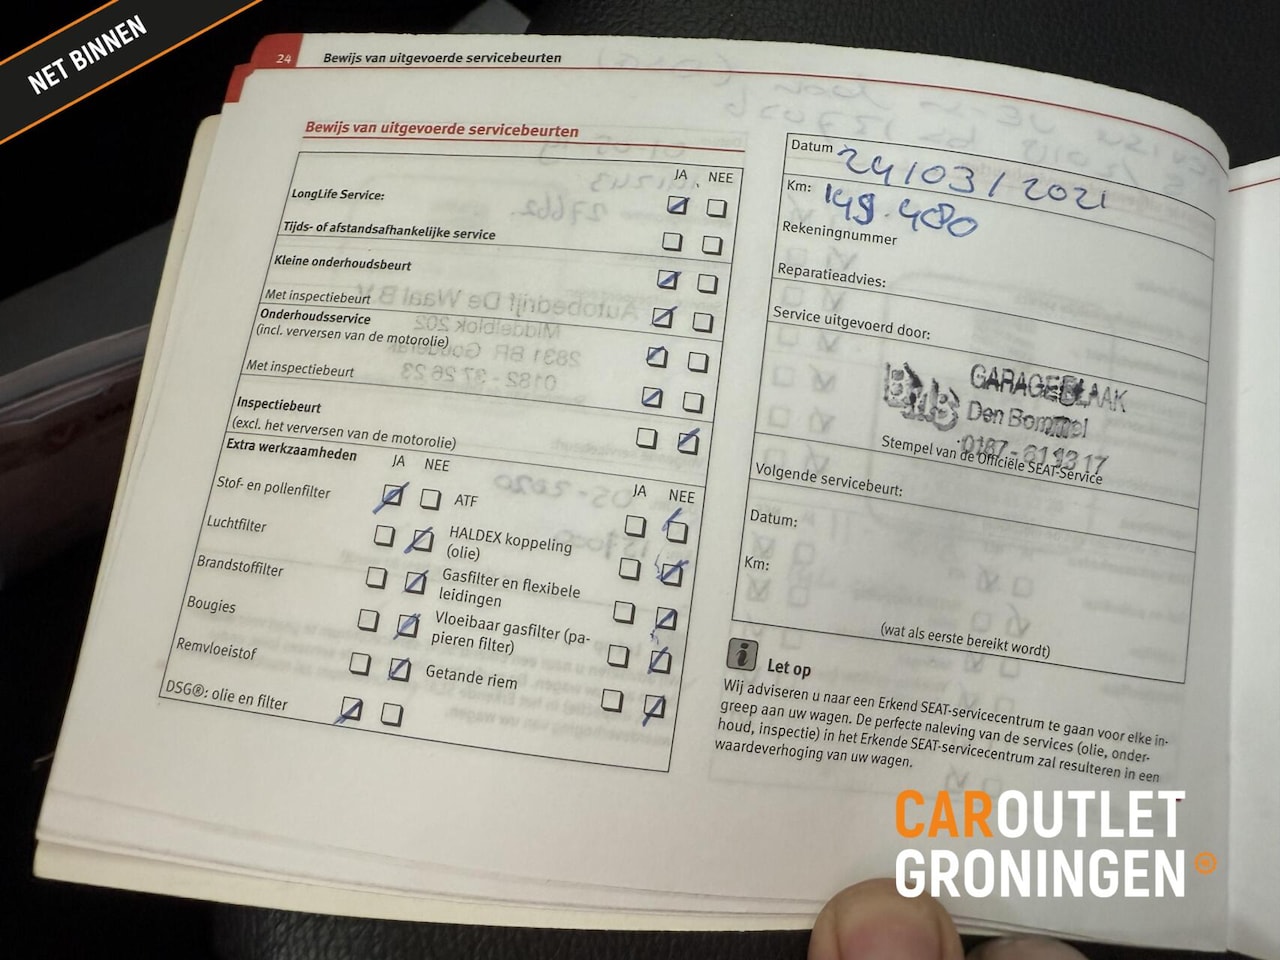 NET BINNEN
24
Bewijs van uitgevoerde servicebeurten
Bewijs van uitgevoerde servicebeurten
JA NEE
LongLife Service:
Tijds- of afstandsafhankelijke service
Kleine onderhoudsbeurt
Met inspectiebeurt
Onderhoudsservice
(incl. verversen van de motorolie)
Met inspectiebeurt
Inspectiebeurt
(excl. het verversen van de motorolie)
Extra werkzaamheden
JA NEE
JA NEE
Stof- en pollenfilter
ATF
Luchtfilter
HALDEX koppeling
(olie)
Brandstoffilter
Gasfilter en flexibele
leidingen
Bougies
Vloeibaar gasfilter (pa-
pieren filter)
Remvloeistof
Getande riem
DSG®: olie en filter
Datum 24/03/2021
Km: 149.480
Rekeningnummer
Reparatieadvies:
Service uitgevoerd door:
GARAGE BLAAK
Den Bommel
0187-61 13 17
Stempel van de Officiële SEAT-Service
Volgende servicebeurt:
Datum:
Km:
(wat als eerste bereikt wordt)
Let op
Wij adviseren u naar een Erkend SEAT-servicecentrum te gaan voor elke in-
greep aan uw wagen. De perfecte naleving van de services (olie, onder-
houd, inspectie) in het Erkende SEAT-servicecentrum zal resulteren in een
waardeverhoging van uw wagen.
CAROUTLET
GRONINGEN